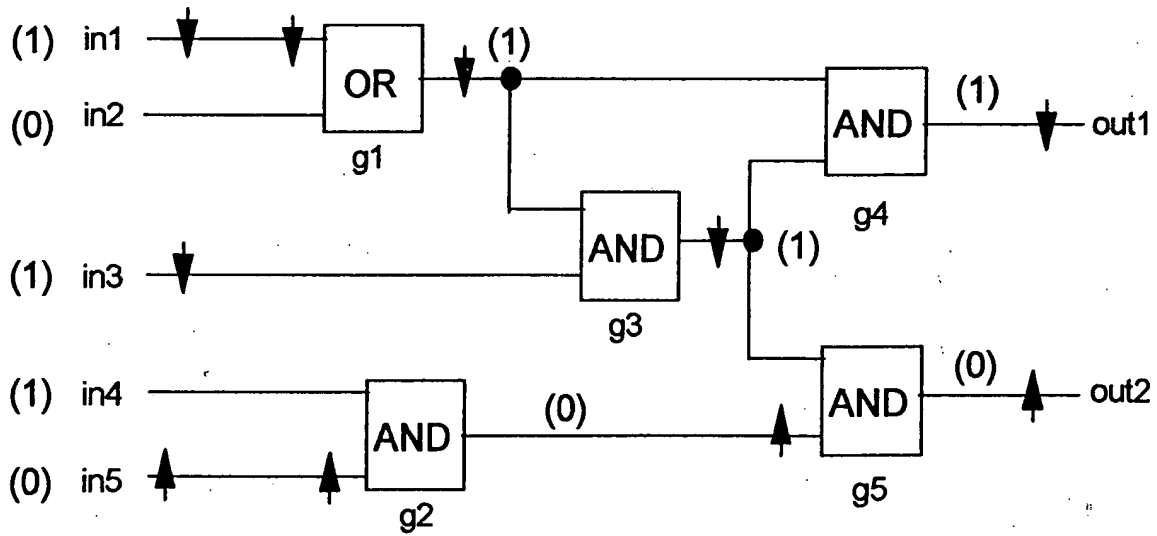 (1) in1
(1)
OR
(0) in2
g1
(1)
AND
out1
g4
AND
(1)
(1) in3
g3
(1) in4
(0)
(0)
AND
out2
AND
(0) in5
g5
g2